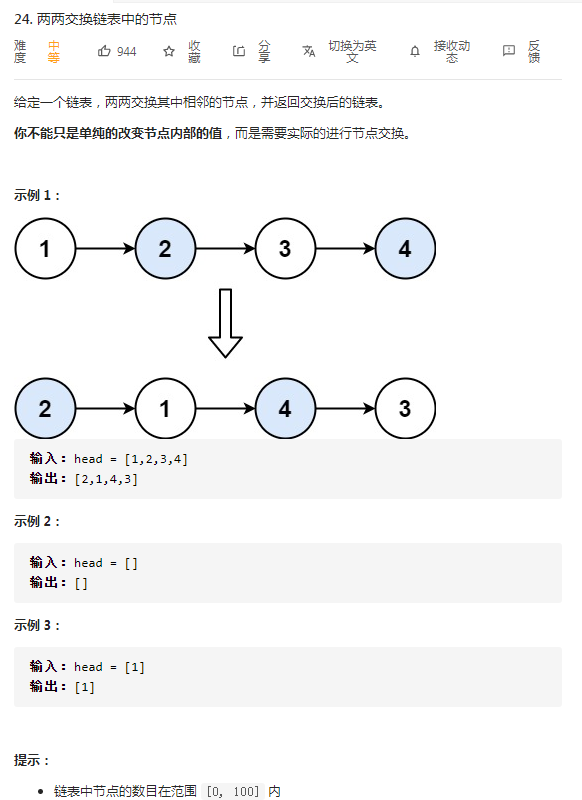 24. 两两交换链表中的节点
难度 中等 944 收藏 分享 切换为英文 接收动态 反馈
给定一个链表，两两交换其中相邻的节点，并返回交换后的链表。
你不能只是单纯的改变节点内部的值，而是需要实际的进行节点交换。
示例 1：
1 2 3 4
2 1 4 3
输入：head = [1,2,3,4]
输出：[2,1,4,3]
示例 2：
输入：head = []
输出：[]
示例 3：
输入：head = [1]
输出：[1]
提示：
链表中节点的数目在范围 [0, 100] 内